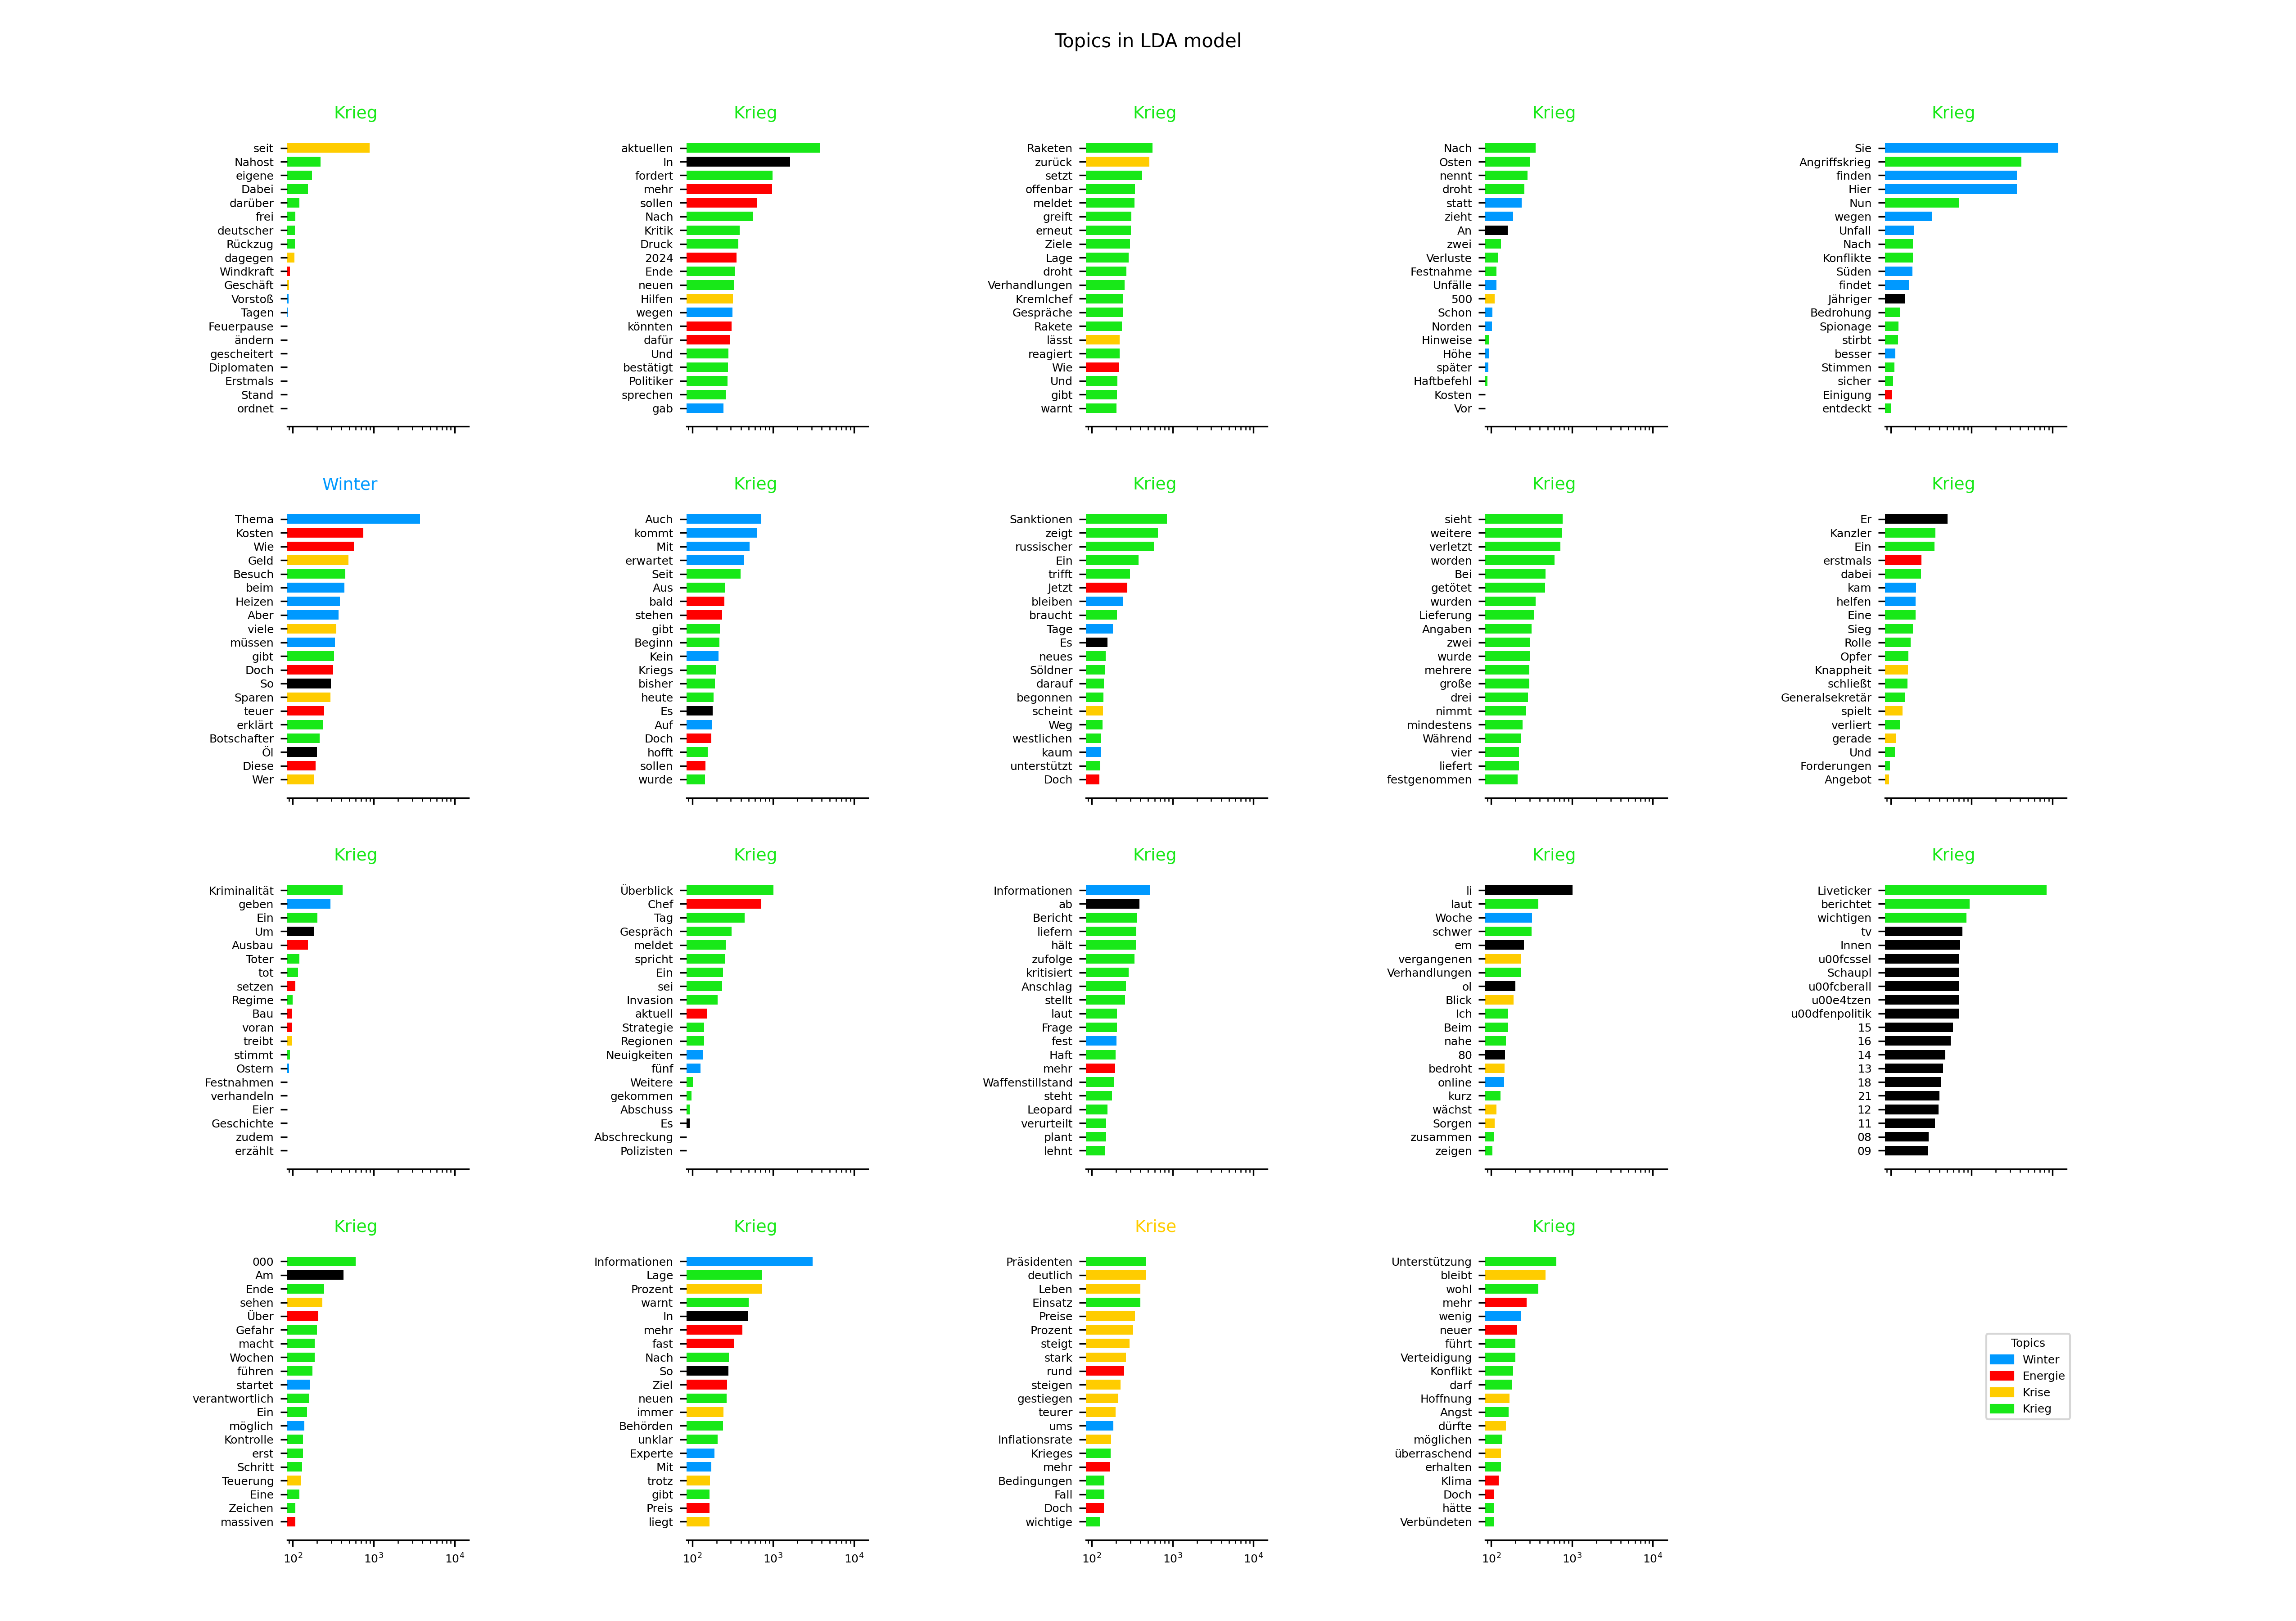 Topics in LDA model
Krieg
seit
Nahost
eigene
Dabei
darüber
frei
deutscher
Rückzug
dagegen
Windkraft
Geschäft
Vorstoß
Tagen
Feuerpause
ändern
gescheitert
Diplomaten
Erstmals
Stand
ordnet
Krieg
aktuellen
In
fordert
mehr
sollen
Nach
Kritik
Druck
2024
Ende
neuen
Hilfen
wegen
könnten
dafür
Und
bestätigt
Politiker
sprechen
gab
Krieg
Raketen
zurück
setzt
offenbar
meldet
greift
erneut
Ziele
Lage
droht
Verhandlungen
Kremlchef
Gespräche
Rakete
lässt
reagiert
Wie
Und
gibt
warnt
Krieg
Nach
Osten
nennt
droht
statt
zieht
An
zwei
Verluste
Festnahme
Unfälle
500
Schon
Norden
Hinweise
Höhe
später
Haftbefehl
Kosten
Vor
Krieg
Sie
Angriffskrieg
finden
Hier
Nun
wegen
Unfall
Nach
Konflikte
Süden
findet
Jähriger
Bedrohung
Spionage
stirbt
besser
Stimmen
sicher
Einigung
entdeckt
Winter
Thema
Kosten
Wie
Geld
Besuch
beim
Heizen
Aber
viele
müssen
gibt
Doch
So
Sparen
teuer
erklärt
Botschafter
Öl
Diese
Wer
Krieg
Auch
kommt
Mit
erwartet
Seit
Aus
bald
stehen
gibt
Beginn
Kein
Kriegs
bisher
heute
Es
Auf
Doch
hofft
sollen
wurde
Krieg
Sanktionen
zeigt
russischer
Ein
trifft
Jetzt
bleiben
braucht
Tage
Es
neues
Söldner
darauf
begonnen
scheint
Weg
westlichen
kaum
unterstützt
Doch
Krieg
sieht
weitere
verletzt
worden
Bei
getötet
wurden
Lieferung
Angaben
zwei
wurde
mehrere
große
drei
nimmt
mindestens
Während
vier
liefert
festgenommen
Krieg
Er
Kanzler
Ein
erstmals
dabei
kam
helfen
Eine
Sieg
Rolle
Opfer
Knappheit
schließt
Generalsekretär
spielt
verliert
gerade
Und
Forderungen
Angebot
Krieg
Kriminalität
geben
Ein
Um
Ausbau
Toter
tot
setzen
Regime
Bau
voran
treibt
stimmt
Ostern
Festnahmen
verhandeln
Eier
Geschichte
zudem
erzählt
Krieg
Überblick
Chef
Tag
Gespräch
meldet
spricht
Ein
sei
Invasion
aktuell
Strategie
Regionen
Neuigkeiten
fünf
Weitere
gekommen
Abschuss
Es
Abschreckung
Polizisten
Krieg
Informationen
ab
Bericht
liefern
hält
zufolge
kritisiert
Anschlag
stellt
laut
Frage
fest
Haft
mehr
Waffenstillstand
steht
Leopard
verurteilt
plant
lehnt
Krieg
li
laut
Woche
schwer
em
vergangenen
Verhandlungen
ol
Blick
Ich
Beim
nahe
80
bedroht
online
kurz
wächst
Sorgen
zusammen
zeigen
Krieg
Liveticker
berichtet
wichtigen
tv
Innen
u00fcssel
Schaupl
u00fcberall
u00e4tzen
u00dfenpolitik
15
16
14
13
18
21
12
11
08
09
Krieg
000
Am
Ende
sehen
Über
Gefahr
macht
Wochen
führen
startet
verantwortlich
Ein
möglich
Kontrolle
erst
Schritt
Teuerung
Eine
Zeichen
massiven
10² 10³ 10⁴
Krieg
Informationen
Lage
Prozent
warnt
In
mehr
fast
Nach
So
Ziel
neuen
immer
Behörden
unklar
Experte
Mit
trotz
gibt
Preis
liegt
10² 10³ 10⁴
Krise
Präsidenten
deutlich
Leben
Einsatz
Preise
Prozent
steigt
stark
rund
steigen
gestiegen
teurer
ums
Inflationsrate
Krieges
mehr
Bedingungen
Fall
Doch
wichtige
10² 10³ 10⁴
Krieg
Unterstützung
bleibt
wohl
mehr
wenig
neuer
führt
Verteidigung
Konflikt
darf
Hoffnung
Angst
dürfte
möglichen
überraschend
erhalten
Klima
Doch
hätte
Verbündeten
10² 10³ 10⁴
Topics
Winter
Energie
Krise
Krieg